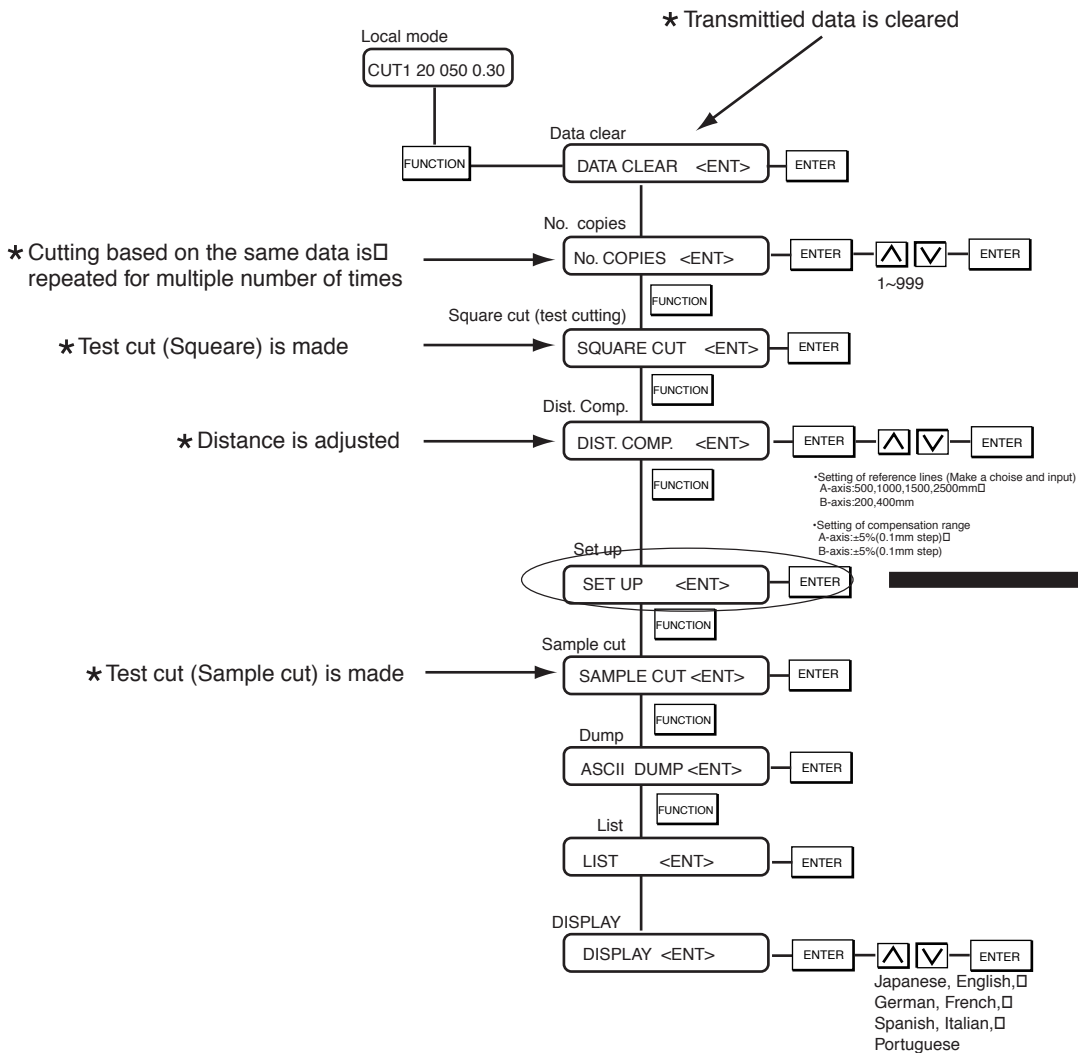 * Transmittied data is cleared
Local mode
CUT1 20 050 0.30
Data clear
FUNCTION
DATA CLEAR <ENT>
ENTER
No. copies
* Cutting based on the same data is□
repeated for multiple number of times
No. COPIES <ENT>
ENTER
ENTER
1~999
FUNCTION
Square cut (test cutting)
* Test cut (Squeare) is made
SQUARE CUT <ENT>
ENTER
FUNCTION
Dist. Comp.
* Distance is adjusted
DIST. COMP. <ENT>
ENTER
ENTER
FUNCTION
•Setting of reference lines (Make a choise and input)
A-axis:500,1000,1500,2500mm□
B-axis:200,400mm
•Setting of compensation range
A-axis:±5%(0.1mm step)□
B-axis:±5%(0.1mm step)
Set up
SET UP <ENT>
ENTER
FUNCTION
Sample cut
* Test cut (Sample cut) is made
SAMPLE CUT <ENT>
ENTER
FUNCTION
Dump
ASCII DUMP <ENT>
ENTER
FUNCTION
List
LIST <ENT>
ENTER
DISPLAY
DISPLAY <ENT>
ENTER
ENTER
Japanese, English,□
German, French,□
Spanish, Italian,□
Portuguese